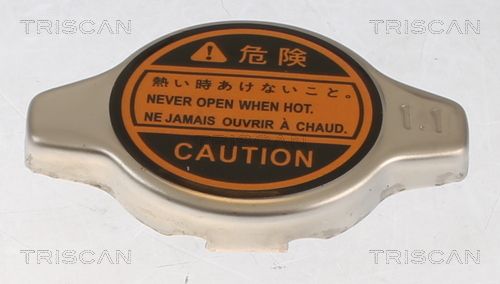 TRISCAN
TRISCAN
危険
熱い時あけないこと。
NEVER OPEN WHEN HOT.
NE JAMAIS OUVRIR À CHAUD.
TRISCAN
CAUTION
1.1
TRISCAN
TRISCAN